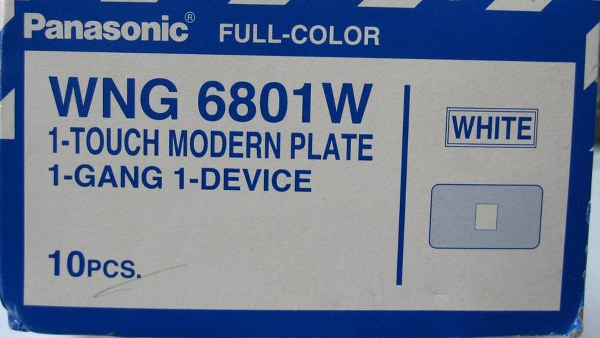 Panasonic® FULL-COLOR
WNG 6801W
1-TOUCH MODERN PLATE
1-GANG 1-DEVICE
10PCS.
WHITE